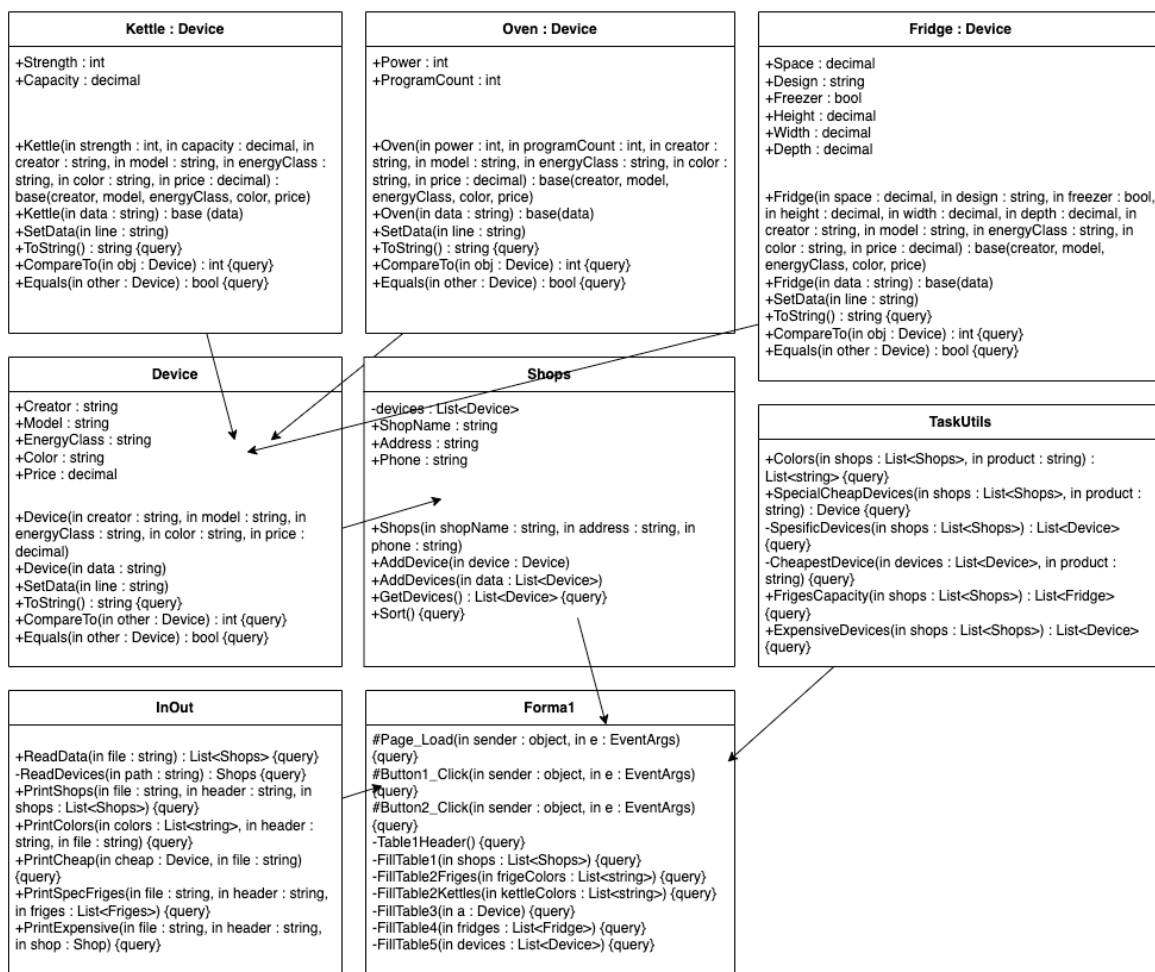 Kettle : Device
+Strength : int
+Capacity : decimal
+Kettle(in strength : int, in capacity : decimal, in
creator : string, in model : string, in energyClass :
string, in color : string, in price : decimal) :
base(creator, model, energyClass, color, price)
+Kettle(in data : string) : base (data)
+SetData(in line : string)
+ToString() : string {query}
+CompareTo(in obj : Device) : int {query}
+Equals(in other : Device) : bool {query}
Oven : Device
+Power : int
+ProgramCount : int
+Oven(in power : int, in programCount : int, in creator :
string, in model : string, in energyClass : string, in color :
string, in price : decimal) : base(creator, model,
energyClass, color, price)
+Oven(in data : string) : base(data)
+SetData(in line : string)
+ToString() : string {query}
+CompareTo(in obj : Device) : int {query}
+Equals(in other : Device) : bool {query}
Fridge : Device
+Space : decimal
+Design : string
+Freezer : bool
+Height : decimal
+Width : decimal
+Depth : decimal
+Fridge(in space : decimal, in design : string, in freezer : bool,
in height : decimal, in width : decimal, in depth : decimal, in
creator : string, in model : string, in energyClass : string, in
color : string, in price : decimal) : base(creator, model,
energyClass, color, price)
+Fridge(in data : string) : base(data)
+SetData(in line : string)
+ToString() : string {query}
+CompareTo(in obj : Device) : int {query}
+Equals(in other : Device) : bool {query}
Device
+Creator : string
+Model : string
+EnergyClass : string
+Color : string
+Price : decimal
+Device(in creator : string, in model : string, in
energyClass : string, in color : string, in price :
decimal)
+Device(in data : string)
+SetData(in line : string)
+ToString() : string {query}
+CompareTo(in other : Device) : int {query}
+Equals(in other : Device) : bool {query}
Shops
-devices : List<Device>
+ShopName : string
+Address : string
+Phone : string
+Shops(in shopName : string, in address : string, in
phone : string)
+AddDevice(in device : Device)
+AddDevices(in data : List<Device>)
+GetDevices() : List<Device> {query}
+Sort() {query}
TaskUtils
+Colors(in shops : List<Shops>, in product : string) :
List<string> {query}
+SpecialCheapDevices(in shops : List<Shops>, in product :
string) : Device {query}
-SpesificDevices(in shops : List<Shops>) : List<Device>
{query}
-CheapestDevice(in devices : List<Device>, in product :
string) {query}
+FrigesCapacity(in shops : List<Shops>) : List<Fridge>
{query}
+ExpensiveDevices(in shops : List<Shops>) : List<Device>
{query}
InOut
+ReadData(in file : string) : List<Shops> {query}
-ReadDevices(in path : string) : Shops {query}
+PrintShops(in file : string, in header : string, in
shops : List<Shops>) {query}
+PrintColors(in colors : List<string>, in header :
string, in file : string) {query}
+PrintCheap(in cheap : Device, in file : string)
{query}
+PrintSpecFriges(in file : string, in header : string,
in friges : List<Friges>) {query}
+PrintExpensive(in file : string, in header : string,
in shop : Shop) {query}
Forma1
#Page_Load(in sender : object, in e : EventArgs)
{query}
#Button1_Click(in sender : object, in e : EventArgs)
{query}
#Button2_Click(in sender : object, in e : EventArgs)
{query}
-Table1Header() {query}
-FillTable1(in shops : List<Shops>) {query}
-FillTable2Friges(in frigeColors : List<string>) {query}
-FillTable2Kettles(in kettleColors : List<string>) {query}
-FillTable3(in a : Device) {query}
-FillTable4(in fridges : List<Fridge>) {query}
-FillTable5(in devices : List<Device>) {query}